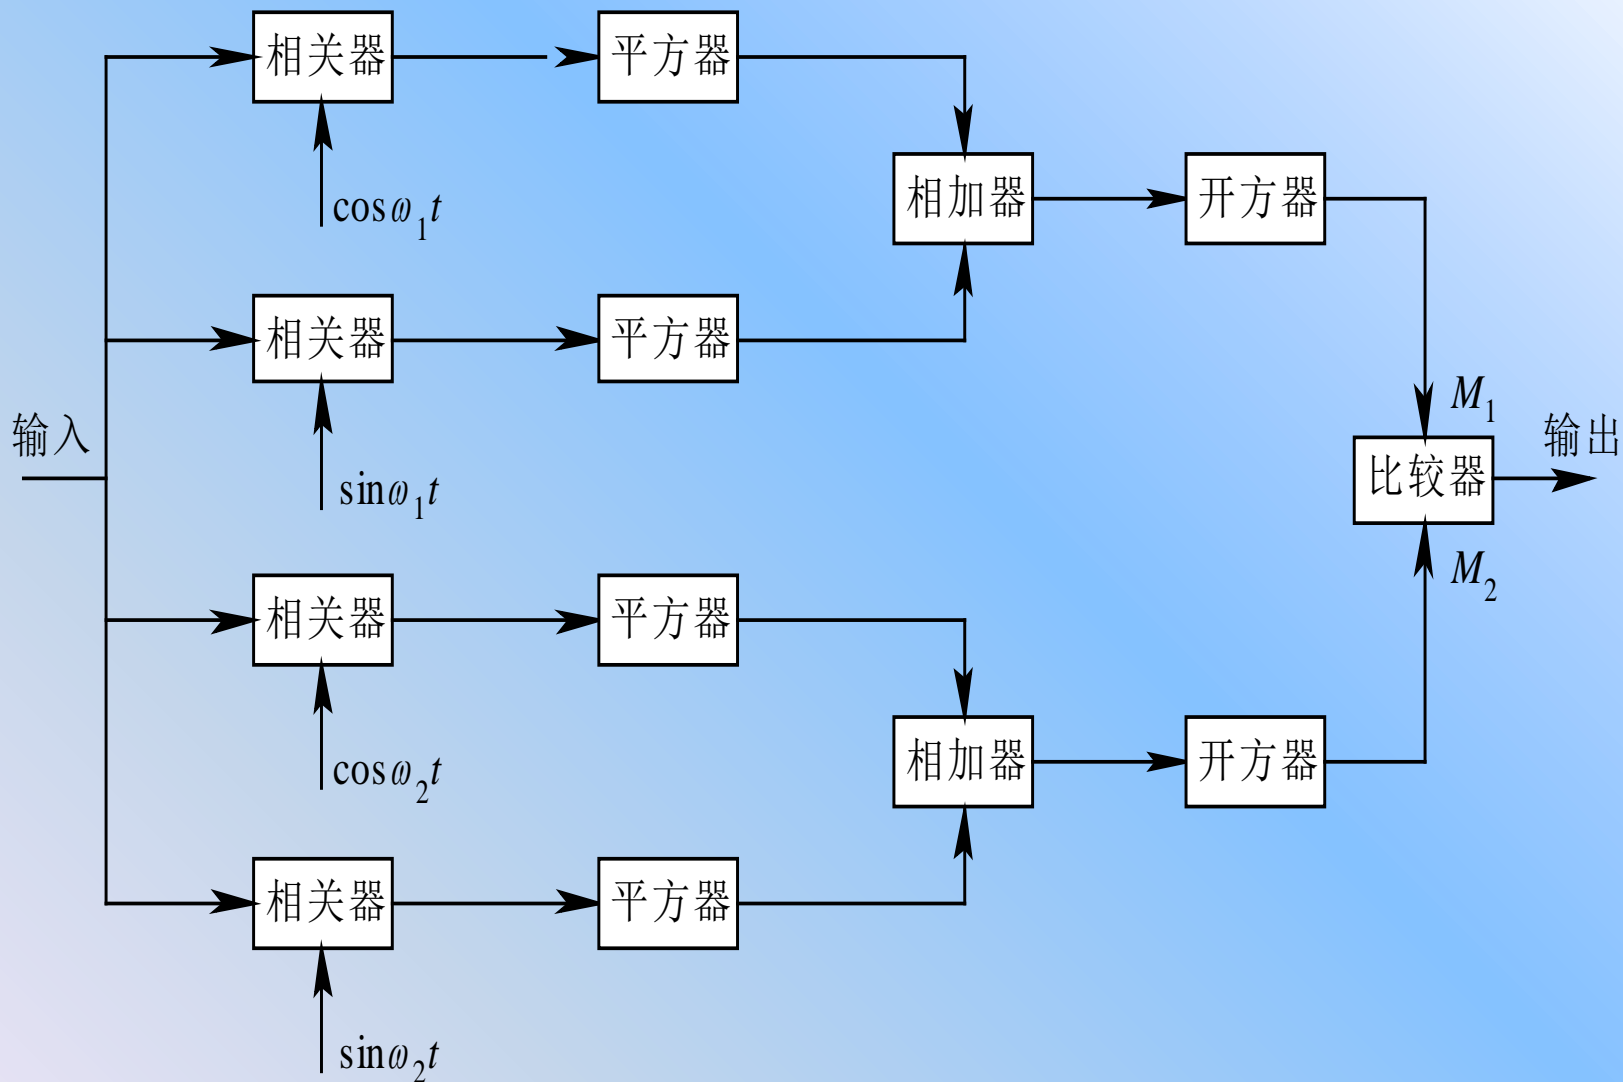 相关器
平方器
cosω₁t
相加器
开方器
相关器
平方器
sinω₁t
M₁
输入
输出
比较器
M₂
相关器
平方器
cosω₂t
相加器
开方器
相关器
平方器
sinω₂t